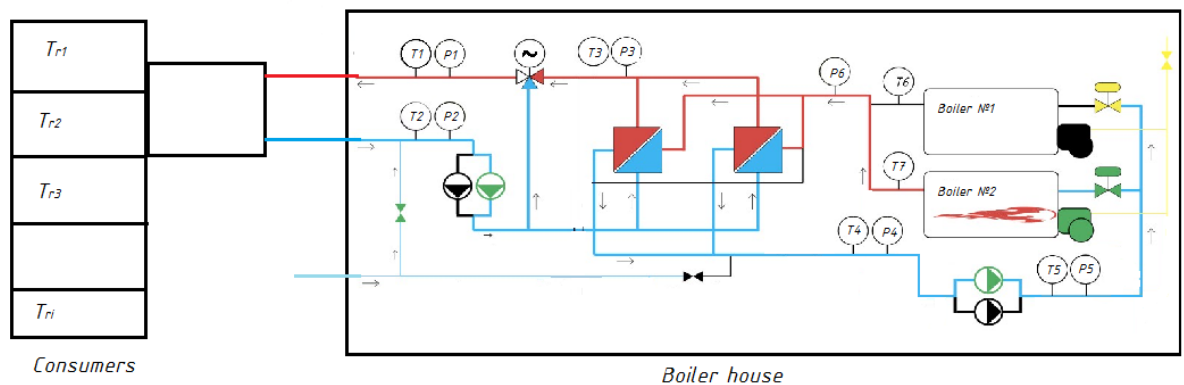 Tr1
Tr2
Tr3
Tri
Consumers
T1 P1
~
T3 P3
P6
T6
Boiler №1
T2 P2
T7
Boiler №2
T4 P4
T5 P5
Boiler house